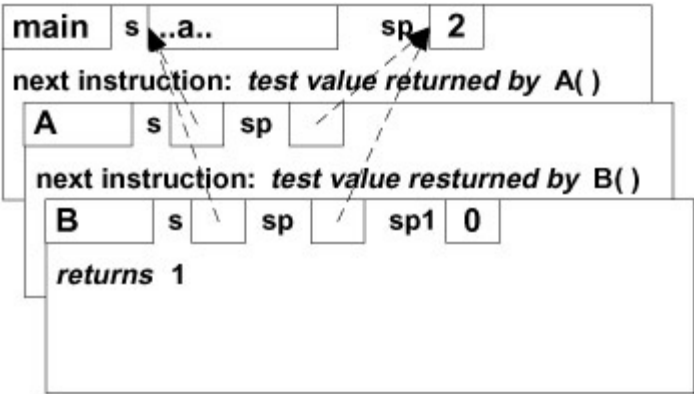 main s ..a.. sp 2
next instruction: test value returned by A( )
A s sp
next instruction: test value resturned by B( )
B s sp sp1 0
returns 1